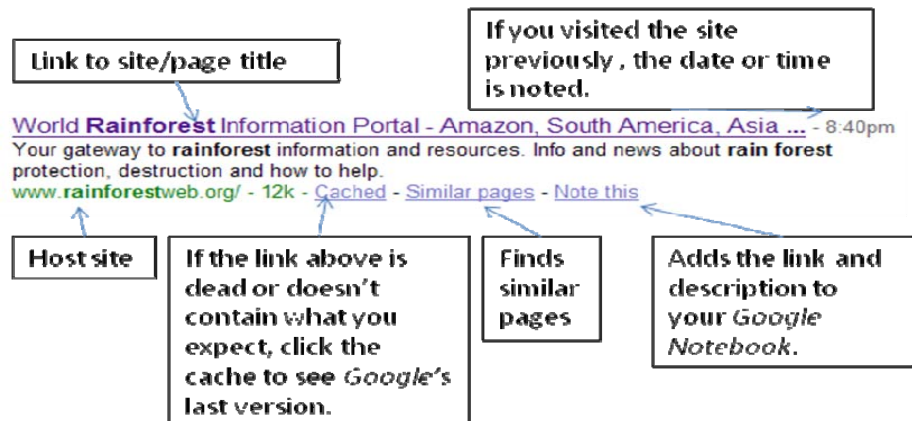 Link to site/page title
If you visited the site
previously , the date or time
is noted.
World Rainforest Information Portal - Amazon, South America, Asia ... - 8:40pm
Your gateway to rainforest information and resources. Info and news about rain forest
protection, destruction and how to help.
www.rainforestweb.org/ - 12k - Cached - Similar pages - Note this
Host site
If the link above is
dead or doesn't
contain what you
expect, click the
cache to see Google's
last version.
Finds
similar
pages
Adds the link and
description to
your Google
Notebook.